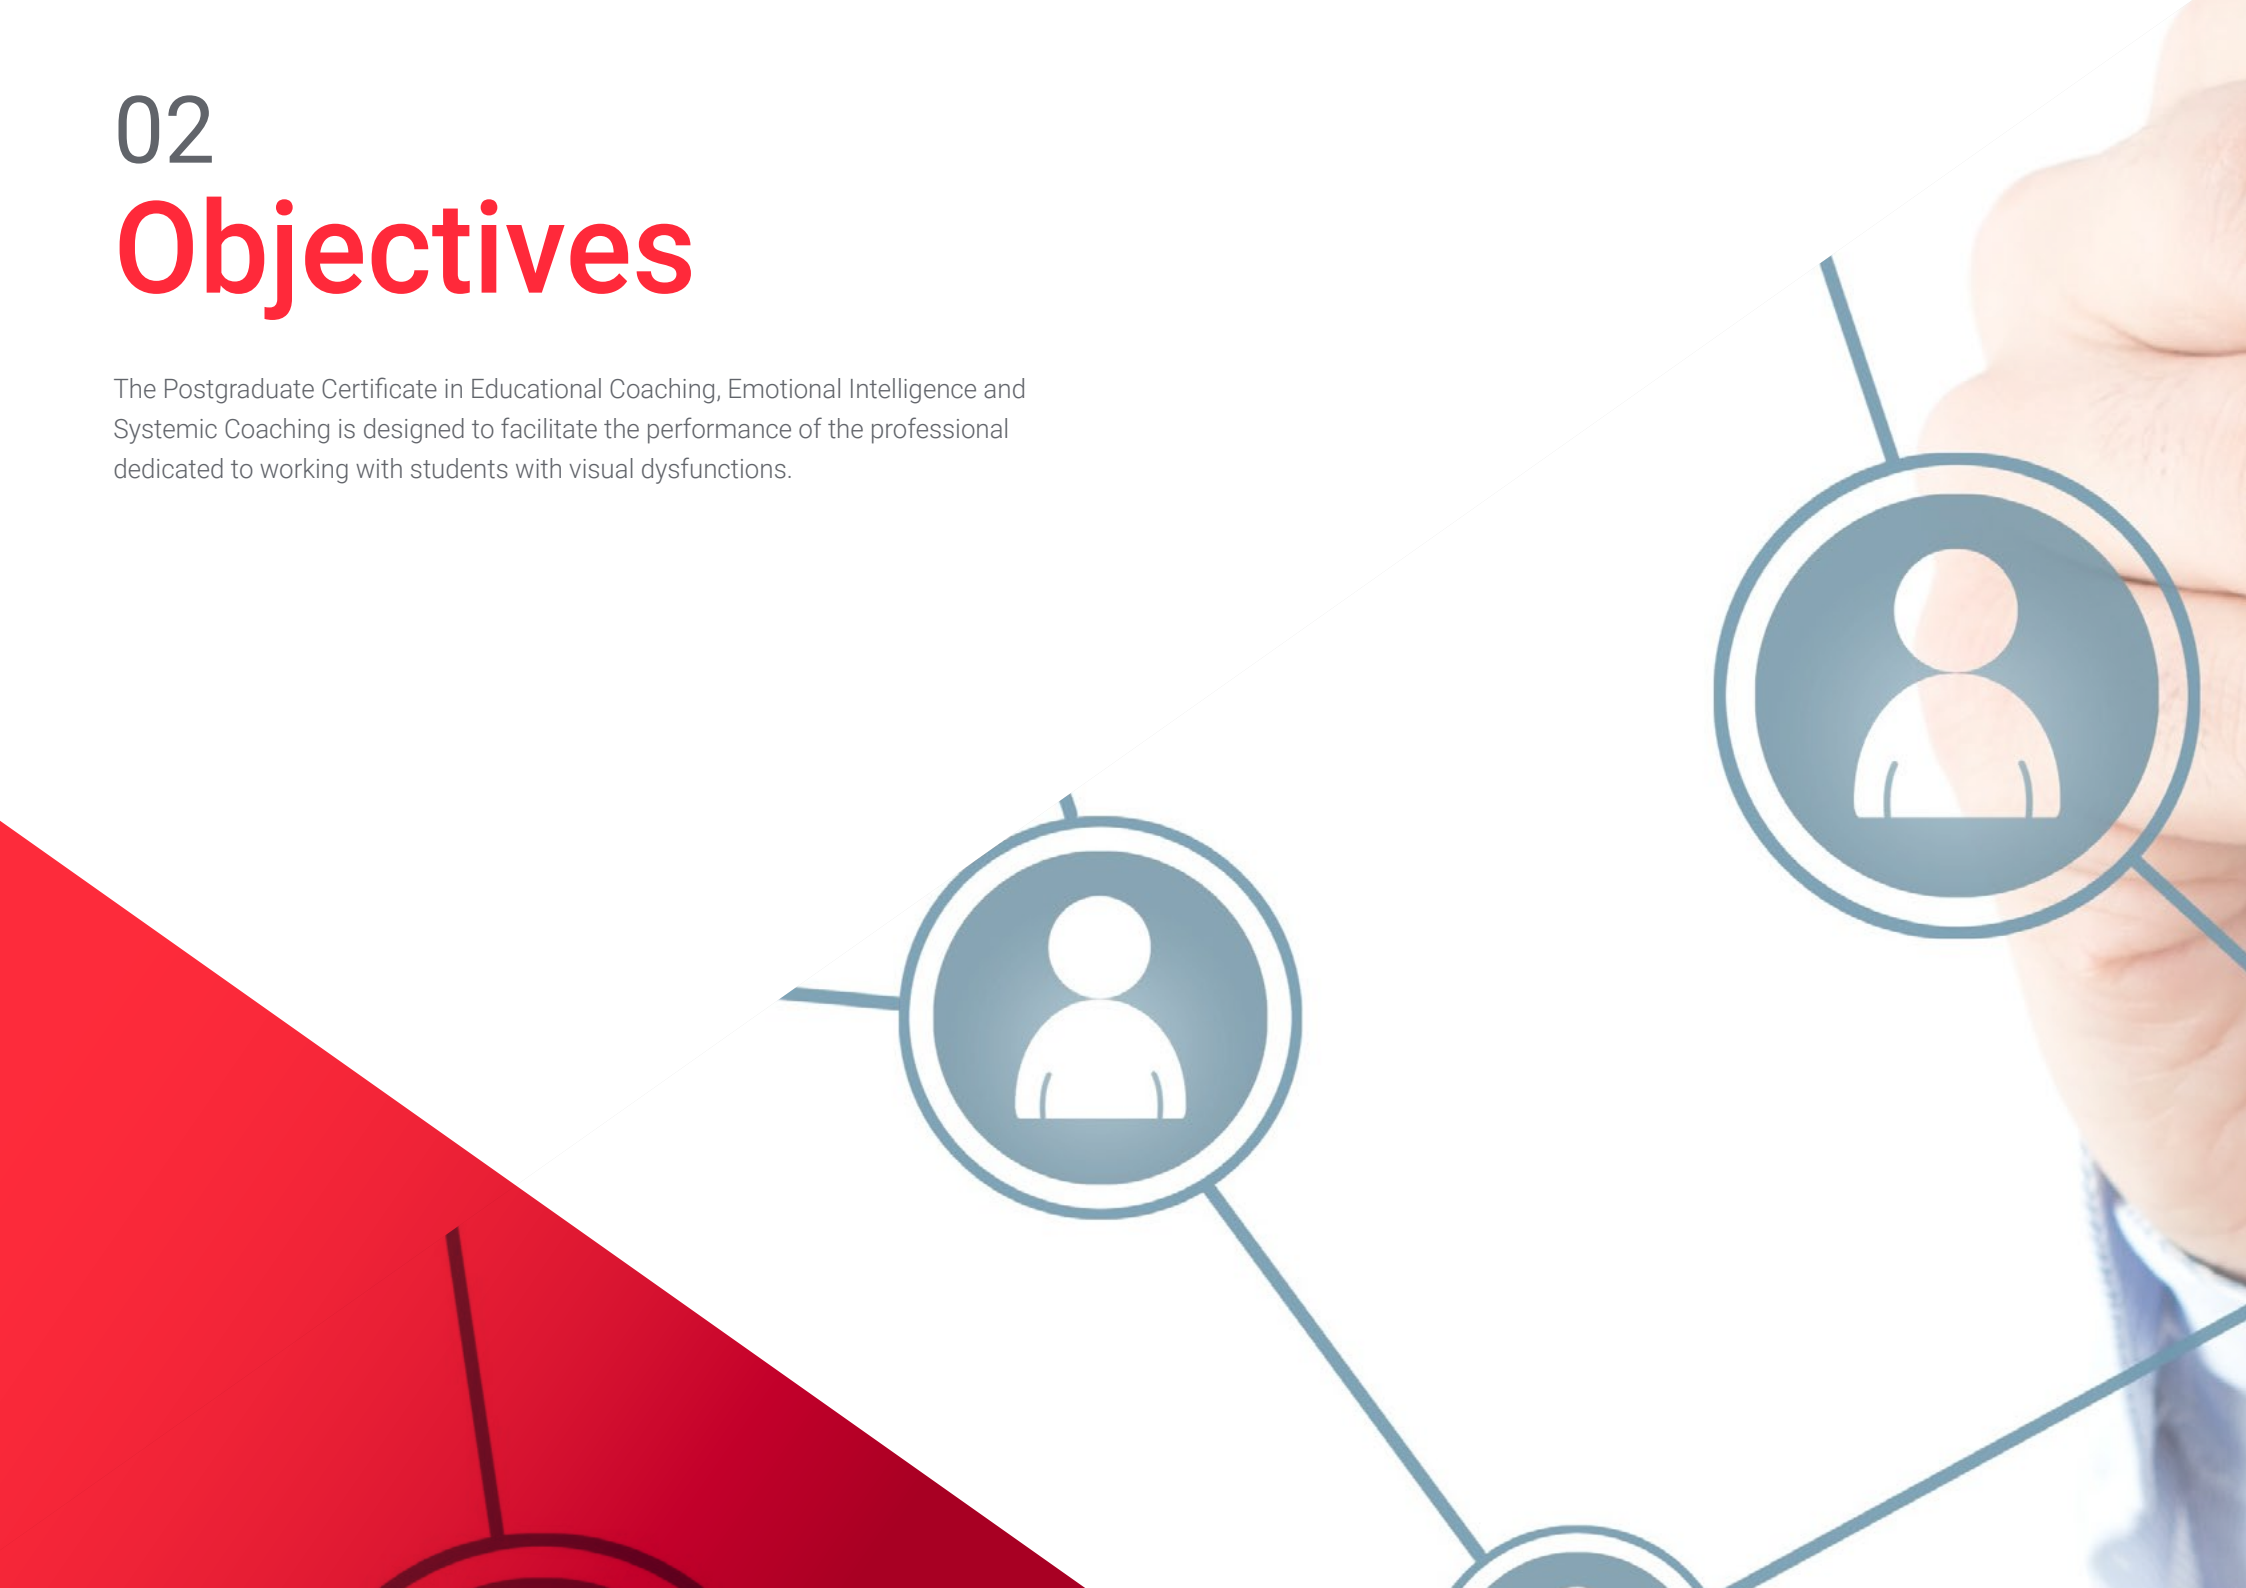 02
Objectives
The Postgraduate Certificate in Educational Coaching, Emotional Intelligence and
Systemic Coaching is designed to facilitate the performance of the professional
dedicated to working with students with visual dysfunctions.